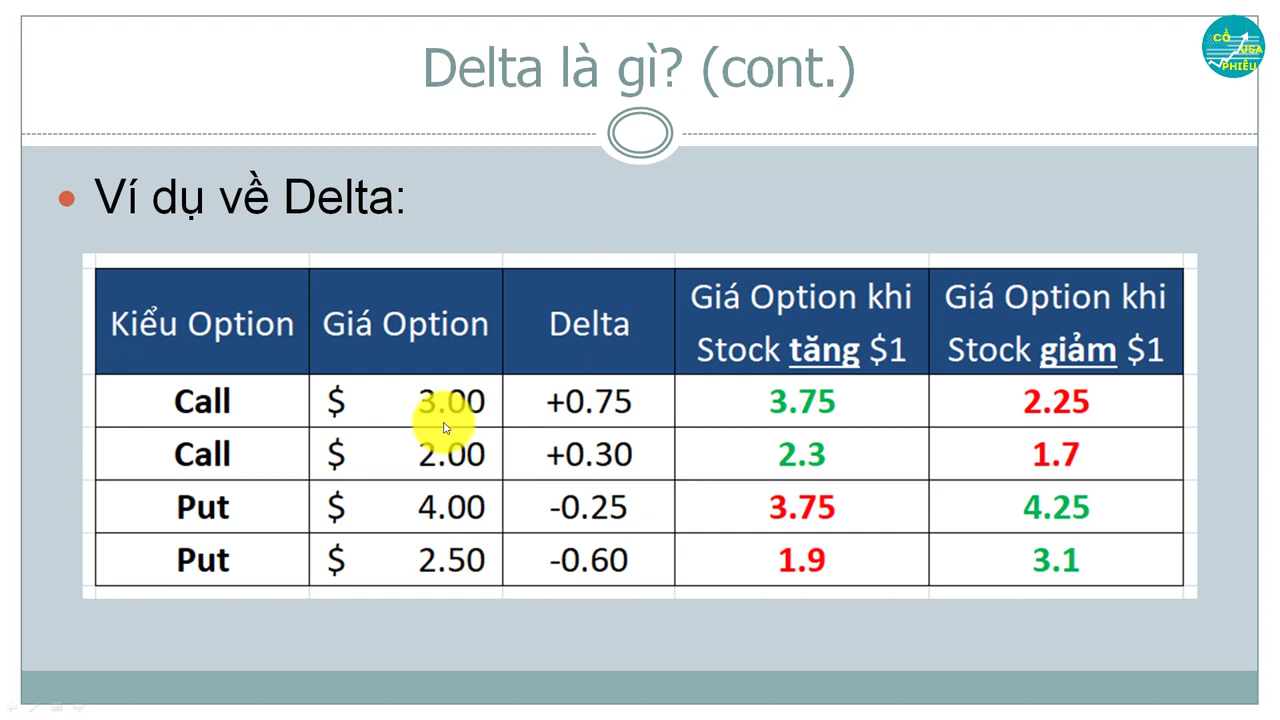 Delta là gì? (cont.)
CỔ
USA
PHIẾU
Ví dụ về Delta:
Kiểu Option Giá Option Delta Giá Option khi Stock tăng $1 Giá Option khi Stock giảm $1
Call $ 3.00 +0.75 3.75 2.25
Call $ 2.00 +0.30 2.3 1.7
Put $ 4.00 -0.25 3.75 4.25
Put $ 2.50 -0.60 1.9 3.1